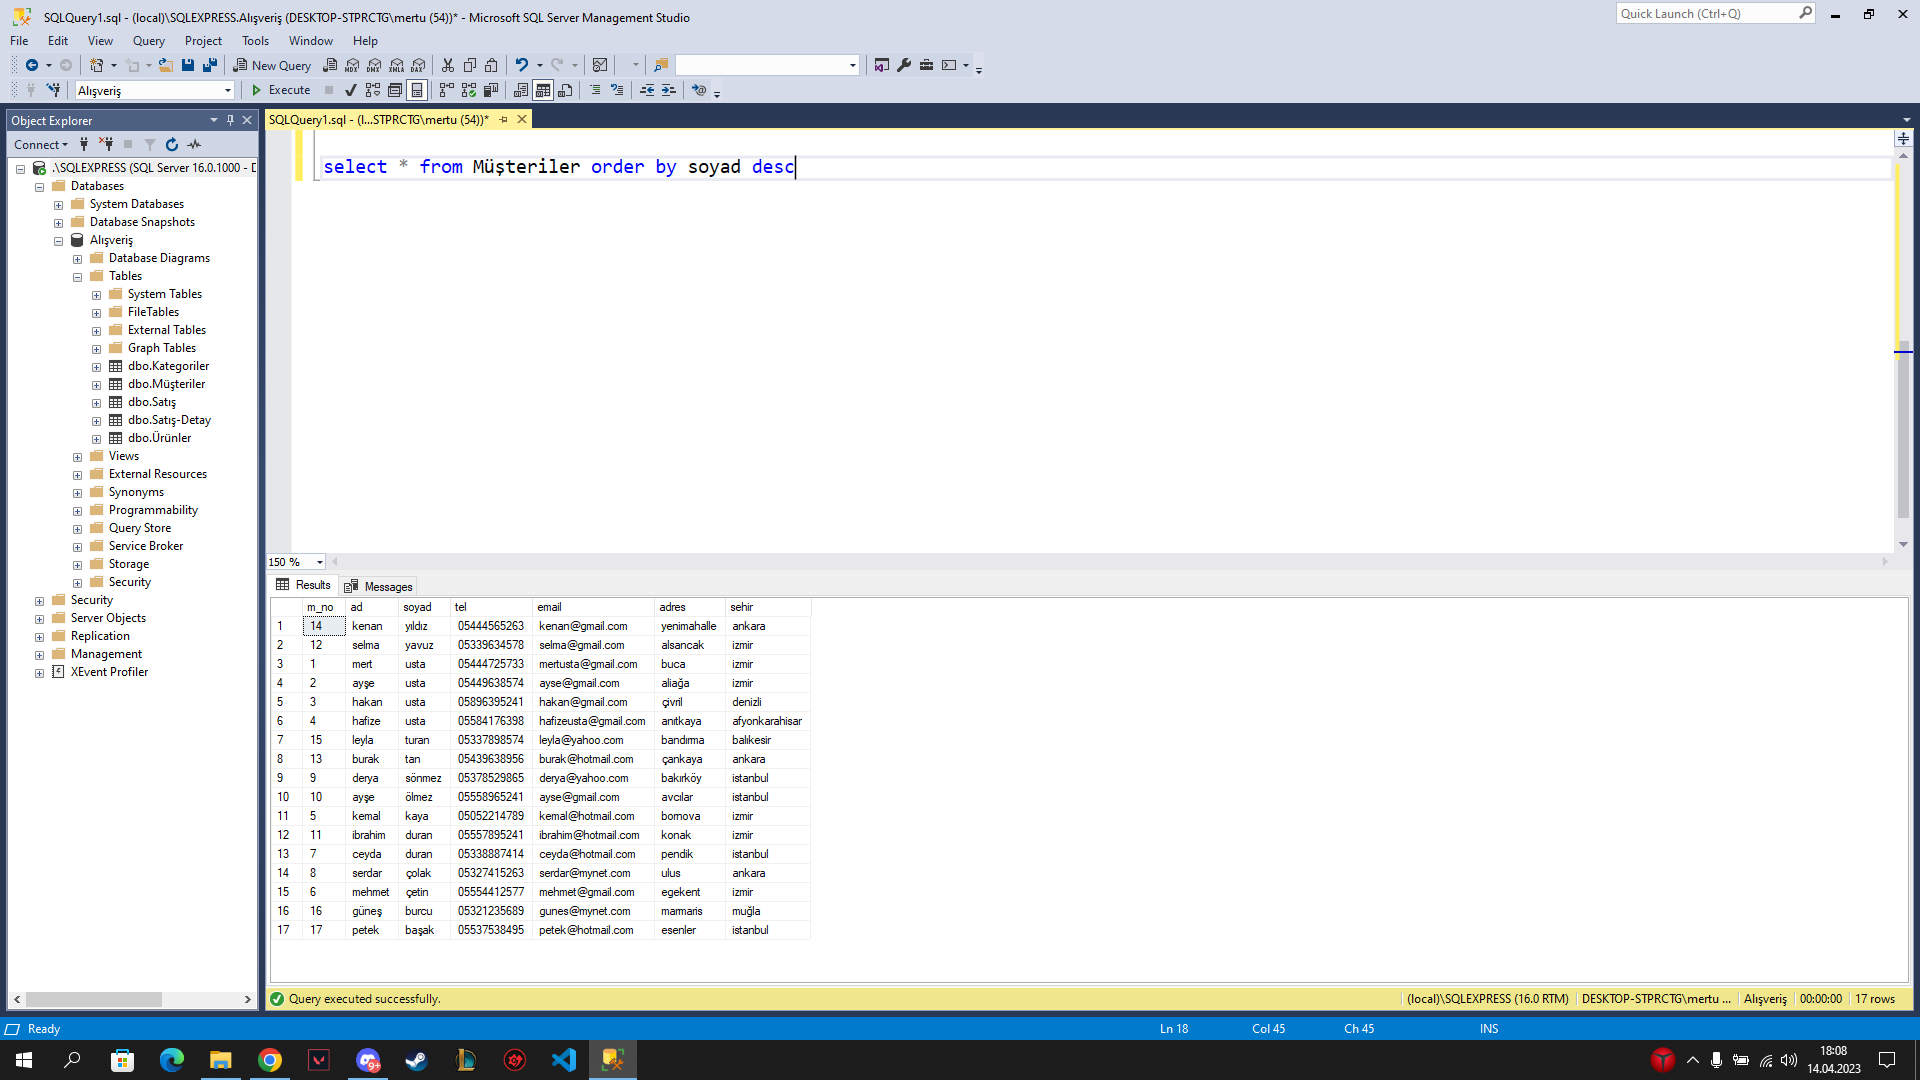 SQLQuery1.sql - (local)\SQLEXPRESS.Alışveriş (DESKTOP-STPRCTG\mertu (54))* - Microsoft SQL Server Management Studio
Quick Launch (Ctrl+Q)
File Edit View Query Project Tools Window Help
New Query
MDX DMX XMLA DAX
Alışveriş
Execute
Object Explorer
SQLQuery1.sql - (l...STPRCTG\mertu (54))*
Connect
.\SQLEXPRESS (SQL Server 16.0.1000 - D
Databases
System Databases
Database Snapshots
Alışveriş
Database Diagrams
Tables
System Tables
FileTables
External Tables
Graph Tables
dbo.Kategoriler
dbo.Müşteriler
dbo.Satış
dbo.Satış-Detay
dbo.Ürünler
Views
External Resources
Synonyms
Programmability
Query Store
Service Broker
Storage
Security
Security
Server Objects
Replication
Management
XEvent Profiler
select * from Müşteriler order by soyad desc
150 %
Results Messages
m_no ad soyad tel email adres sehir
1 14 kenan yıldız 05444565263 kenan@gmail.com yenimahalle ankara
2 12 selma yavuz 05339634578 selma@gmail.com alsancak izmir
3 1 mert usta 05444725733 mertusta@gmail.com buca izmir
4 2 ayşe usta 05449638574 ayse@gmail.com aliağa izmir
5 3 hakan usta 05896395241 hakan@gmail.com çivril denizli
6 4 hafize usta 05584176398 hafizeusta@gmail.com anıtkaya afyonkarahisar
7 15 leyla turan 05337898574 leyla@yahoo.com bandırma balıkesir
8 13 burak tan 05439638956 burak@hotmail.com çankaya ankara
9 9 derya sönmez 05378529865 derya@yahoo.com bakırköy istanbul
10 10 ayşe ölmez 05558965241 ayse@gmail.com avcılar istanbul
11 5 kemal kaya 05052214789 kemal@hotmail.com bornova izmir
12 11 ibrahim duran 05557895241 ibrahim@hotmail.com konak izmir
13 7 ceyda duran 05338887414 ceyda@hotmail.com pendik istanbul
14 8 serdar çolak 05327415263 serdar@mynet.com ulus ankara
15 6 mehmet çetin 05554412577 mehmet@gmail.com egekent izmir
16 16 güneş burcu 05321235689 gunes@mynet.com marmaris muğla
17 17 petek başak 05537538495 petek@hotmail.com esenler istanbul
Query executed successfully.
(local)\SQLEXPRESS (16.0 RTM) DESKTOP-STPRCTG\mertu ... Alışveriş 00:00:00 17 rows
Ready
Ln 18 Col 45 Ch 45 INS
9+
18:08
14.04.2023